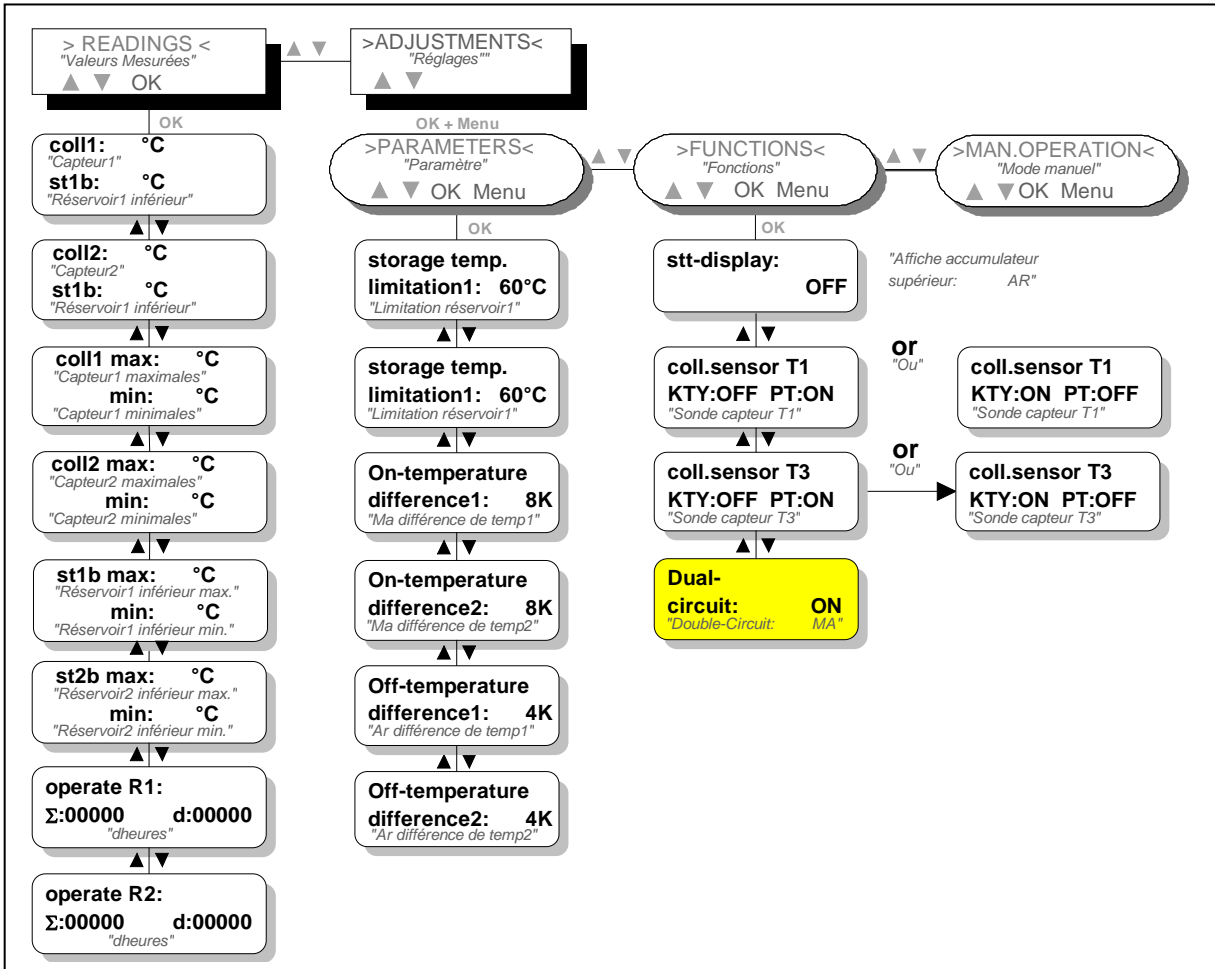 > READINGS <
"Valeurs Mesurées"
▲ ▼ OK
▲ ▼
>ADJUSTMENTS<
"Réglages""
▲ ▼
OK
coll1: °C
"Capteur1"
st1b: °C
"Réservoir1 inférieur"
▲ ▼
coll2: °C
"Capteur2"
st1b: °C
"Réservoir1 inférieur"
▲ ▼
coll1 max: °C
"Capteur1 maximales"
min: °C
"Capteur1 minimales"
▲ ▼
coll2 max: °C
"Capteur2 maximales"
min: °C
"Capteur2 minimales"
▲ ▼
st1b max: °C
"Réservoir1 inférieur max."
min: °C
"Réservoir1 inférieur min."
▲ ▼
st2b max: °C
"Réservoir2 inférieur max."
min: °C
"Réservoir2 inférieur min."
▲ ▼
operate R1:
Σ:00000 d:00000
"dheures"
▲ ▼
operate R2:
Σ:00000 d:00000
"dheures"
OK + Menu
>PARAMETERS<
"Paramètre"
▲ ▼ OK Menu
OK
storage temp.
limitation1: 60°C
"Limitation réservoir1"
▲ ▼
storage temp.
limitation1: 60°C
"Limitation réservoir1"
▲ ▼
On-temperature
difference1: 8K
"Ma différence de temp1"
▲ ▼
On-temperature
difference2: 8K
"Ma différence de temp2"
▲ ▼
Off-temperature
difference1: 4K
"Ar différence de temp1"
▲ ▼
Off-temperature
difference2: 4K
"Ar différence de temp2"
▲ ▼
>FUNCTIONS<
"Fonctions"
▲ ▼ OK Menu
OK
stt-display:
OFF
"Affiche accumulateur
supérieur: AR"
▲ ▼
coll.sensor T1
KTY:OFF PT:ON
"Sonde capteur T1"
or
"Ou"
coll.sensor T1
KTY:ON PT:OFF
"Sonde capteur T1"
▲ ▼
coll.sensor T3
KTY:OFF PT:ON
"Sonde capteur T3"
or
"Ou"
coll.sensor T3
KTY:ON PT:OFF
"Sonde capteur T3"
▲ ▼
Dual-
circuit: ON
"Double-Circuit: MA"
▲ ▼
>MAN.OPERATION<
"Mode manuel"
▲ ▼OK Menu